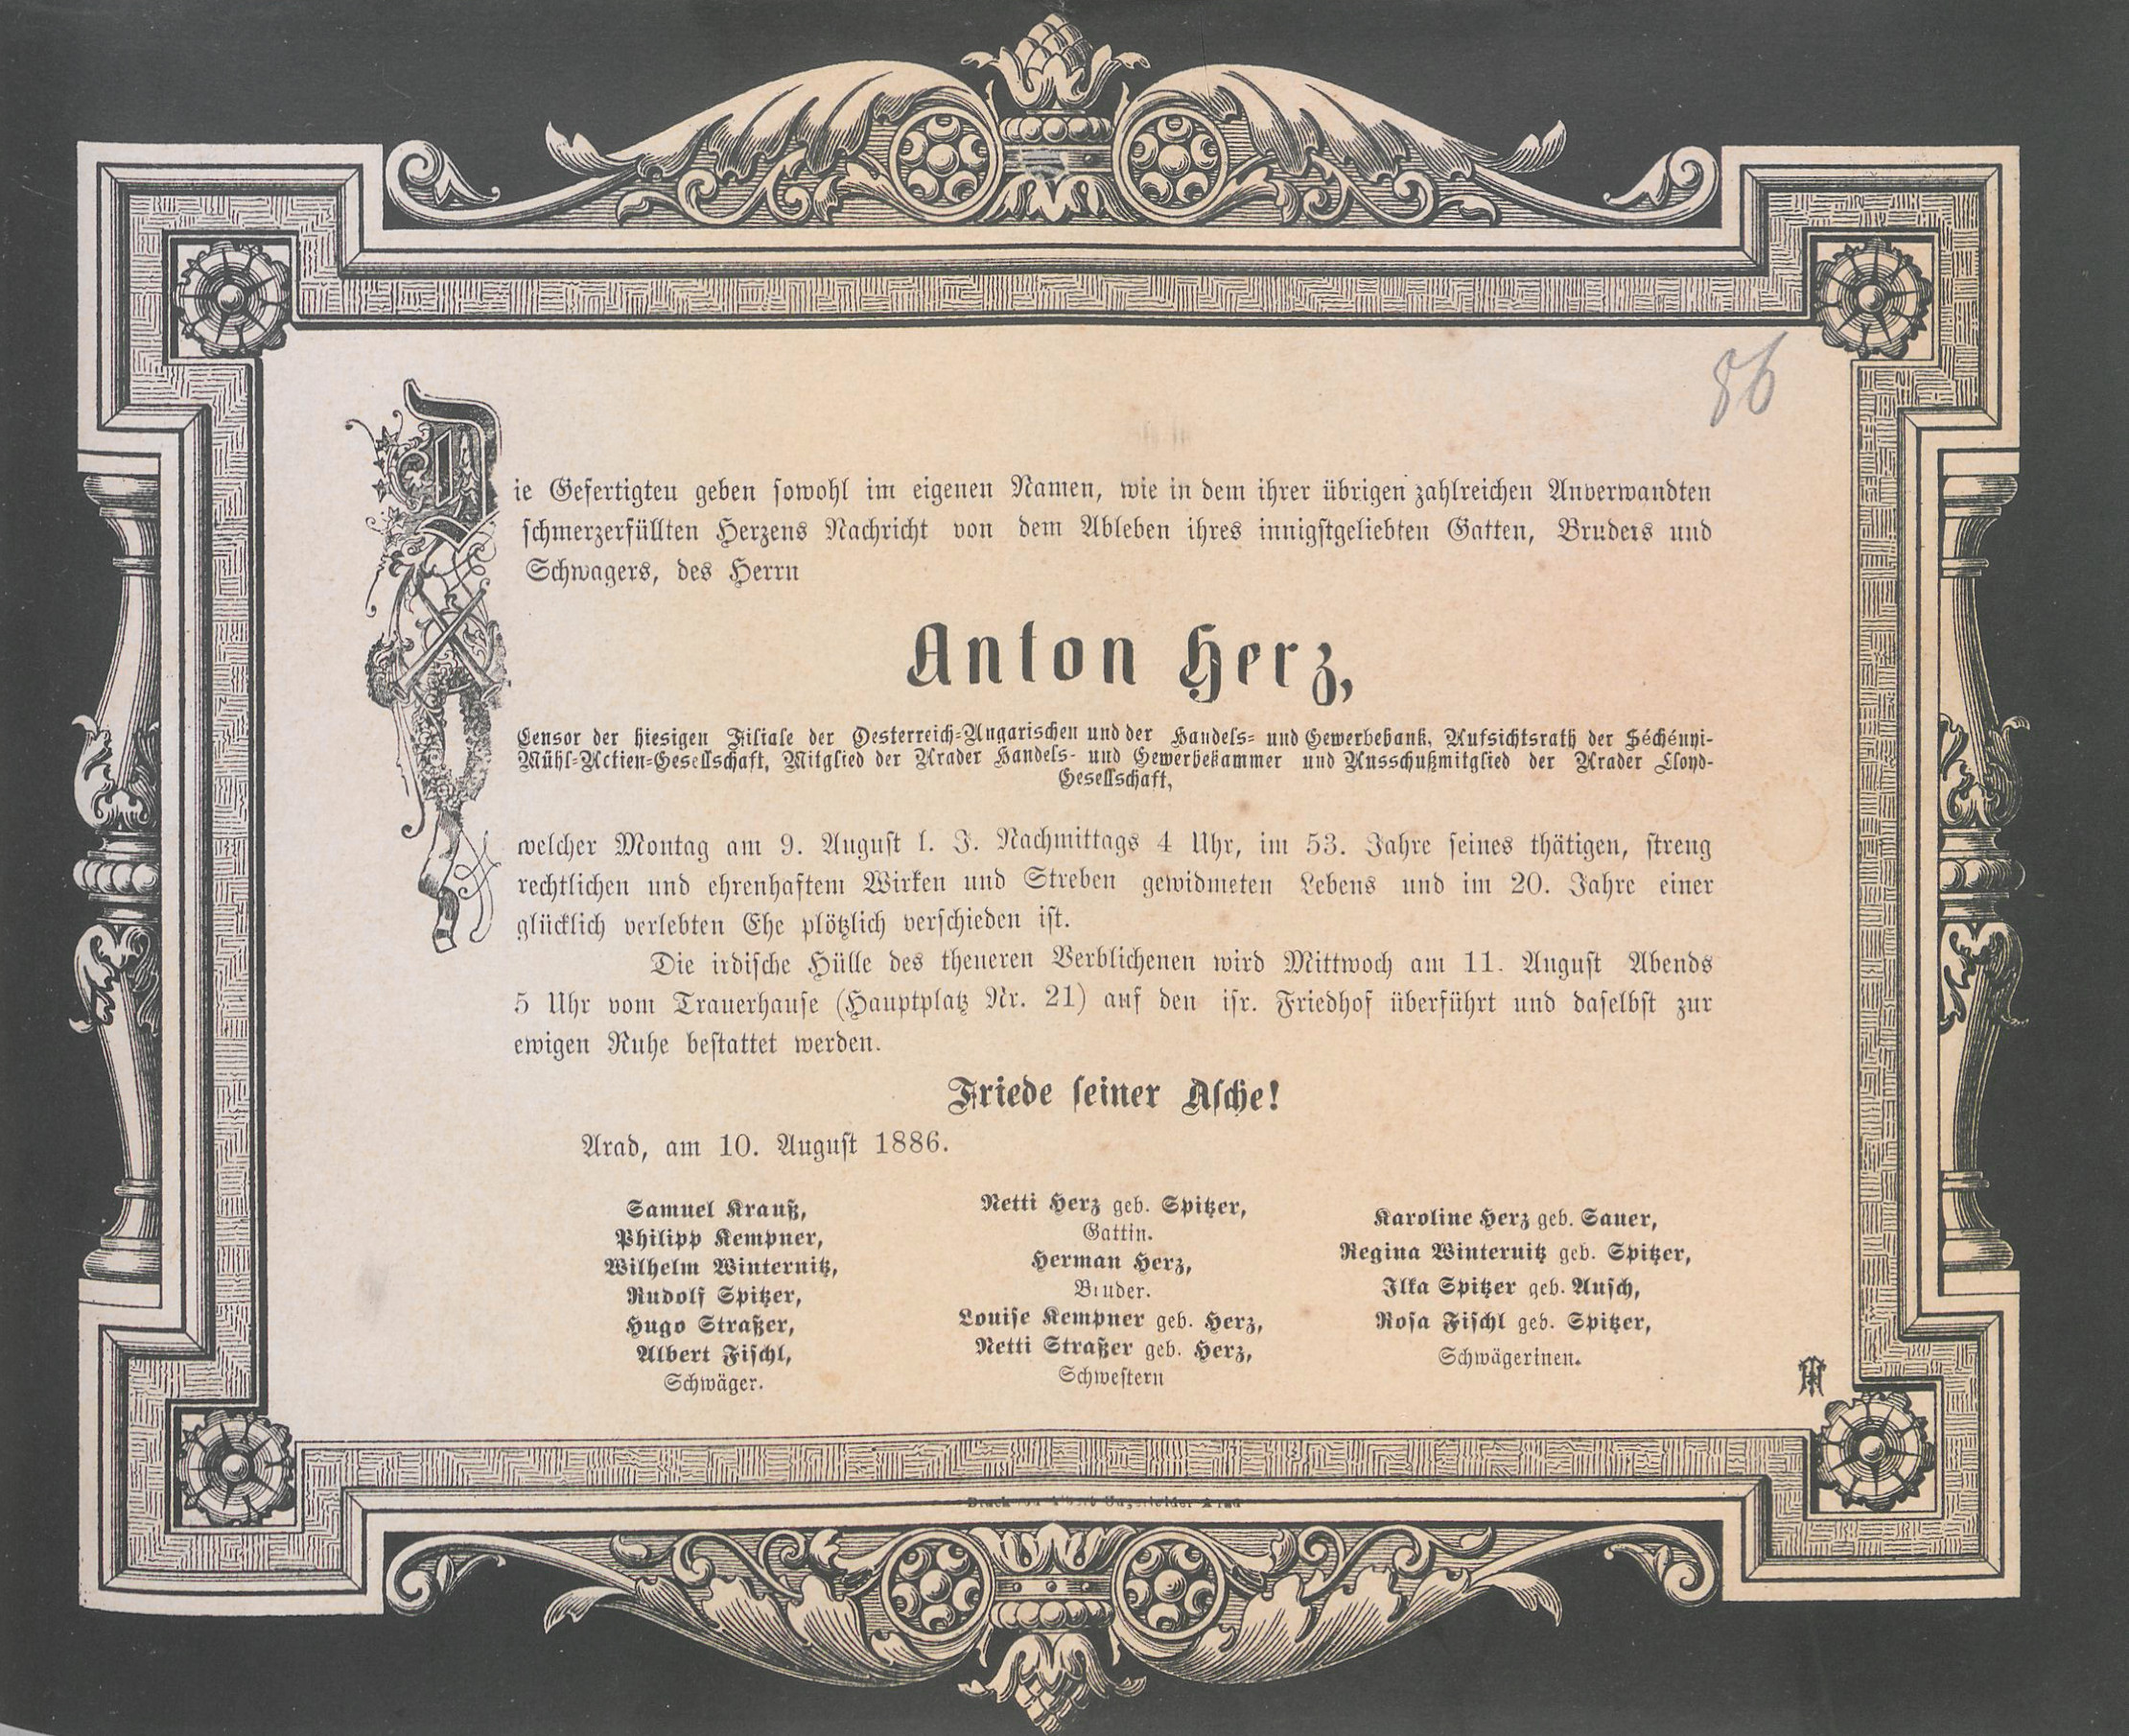 86
Die Gefertigten geben sowohl im eigenen Namen, wie in dem ihrer übrigen zahlreichen Anverwandten
schmerzerfüllten Herzens Nachricht von dem Ableben ihres innigstgeliebten Gatten, Bruders und
Schwagers, des Herrn
Anton Herz,
Censor der hiesigen Filiale der Oesterreich-Ungarischen und der Handels- und Gewerbebank, Aufsichtsrath der Séchényi-
Mühl-Actien-Gesellschaft, Mitglied der Arader Handels- und Gewerbekammer und Ausschußmitglied der Arader Lloyd-
Gesellschaft,
welcher Montag am 9. August l. J. Nachmittags 4 Uhr, im 53. Jahre seines thätigen, streng
rechtlichen und ehrenhaftem Wirken und Streben gewidmeten Lebens und im 20. Jahre einer
glücklich verlebten Ehe plötzlich verschieden ist.
Die irdische Hülle des theueren Verblichenen wird Mittwoch am 11. August Abends
5 Uhr vom Trauerhause (Hauptplatz Nr. 21) auf den isr. Friedhof überführt und daselbst zur
ewigen Ruhe bestattet werden.
Friede seiner Asche!
Arad, am 10. August 1886.
Samuel Krauß,
Philipp Kempner,
Wilhelm Winternitz,
Rudolf Spitzer,
Hugo Straßer,
Albert Fischl,
Schwäger.
Netti Herz geb. Spitzer,
Gattin.
Herman Herz,
Bruder.
Louise Kempner geb. Herz,
Netti Straßer geb. Herz,
Schwestern
Karoline Herz geb. Sauer,
Regina Winternitz geb. Spitzer,
Ilka Spitzer geb. Ausch,
Rosa Fischl geb. Spitzer,
Schwägerinen.
Druck Arad